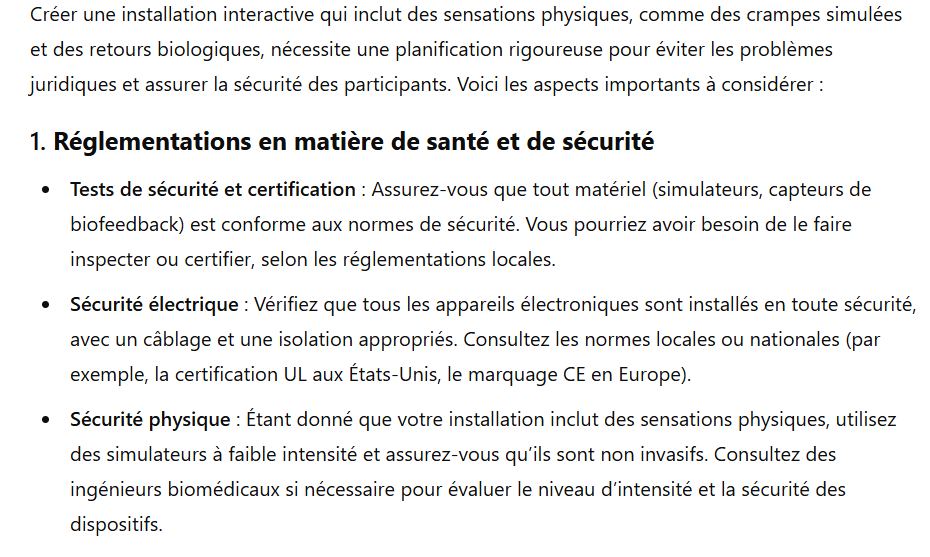 Créer une installation interactive qui inclut des sensations physiques, comme des crampes simulées
et des retours biologiques, nécessite une planification rigoureuse pour éviter les problèmes
juridiques et assurer la sécurité des participants. Voici les aspects importants à considérer :
1. Réglementations en matière de santé et de sécurité
• Tests de sécurité et certification : Assurez-vous que tout matériel (simulateurs, capteurs de
biofeedback) est conforme aux normes de sécurité. Vous pourriez avoir besoin de le faire
inspecter ou certifier, selon les réglementations locales.
• Sécurité électrique : Vérifiez que tous les appareils électroniques sont installés en toute sécurité,
avec un câblage et une isolation appropriés. Consultez les normes locales ou nationales (par
exemple, la certification UL aux États-Unis, le marquage CE en Europe).
• Sécurité physique : Étant donné que votre installation inclut des sensations physiques, utilisez
des simulateurs à faible intensité et assurez-vous qu’ils sont non invasifs. Consultez des
ingénieurs biomédicaux si nécessaire pour évaluer le niveau d’intensité et la sécurité des
dispositifs.